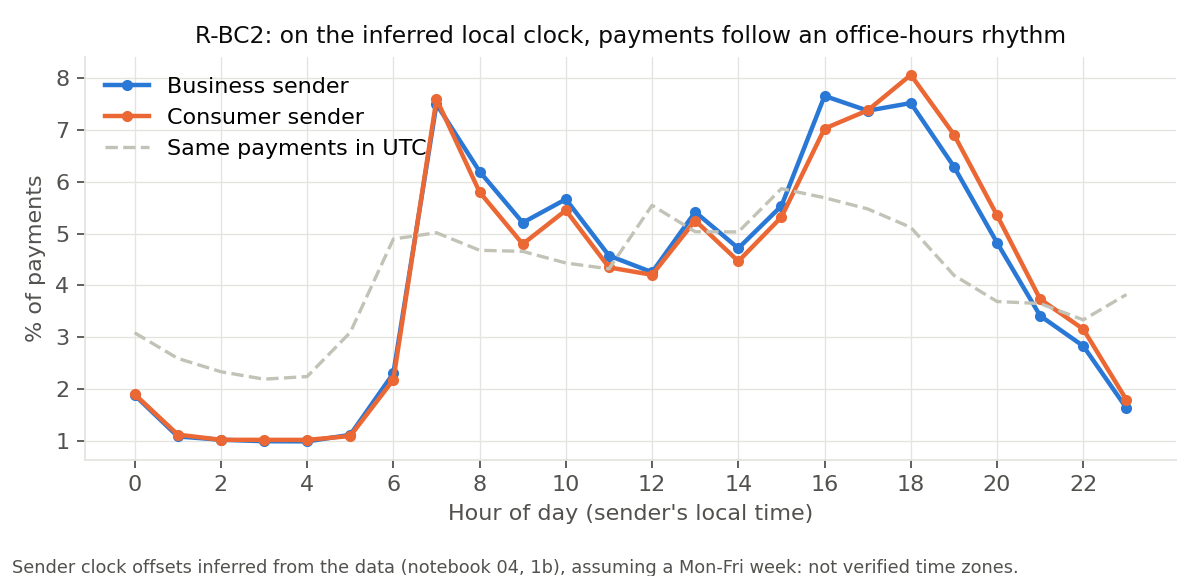 R-BC2: on the inferred local clock, payments follow an office-hours rhythm
Business sender
Consumer sender
Same payments in UTC
% of payments
8
7
6
5
4
3
2
1
0 2 4 6 8 10 12 14 16 18 20 22
Hour of day (sender's local time)
Sender clock offsets inferred from the data (notebook 04, 1b), assuming a Mon-Fri week: not verified time zones.